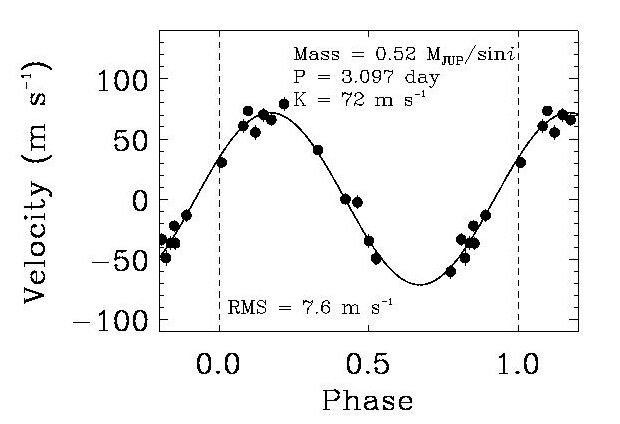 Mass = 0.52 M_JUP/sini
P = 3.097 day
K = 72 m s⁻¹
Velocity (m s⁻¹)
100
50
0
−50
−100
RMS = 7.6 m s⁻¹
0.0 0.5 1.0
Phase